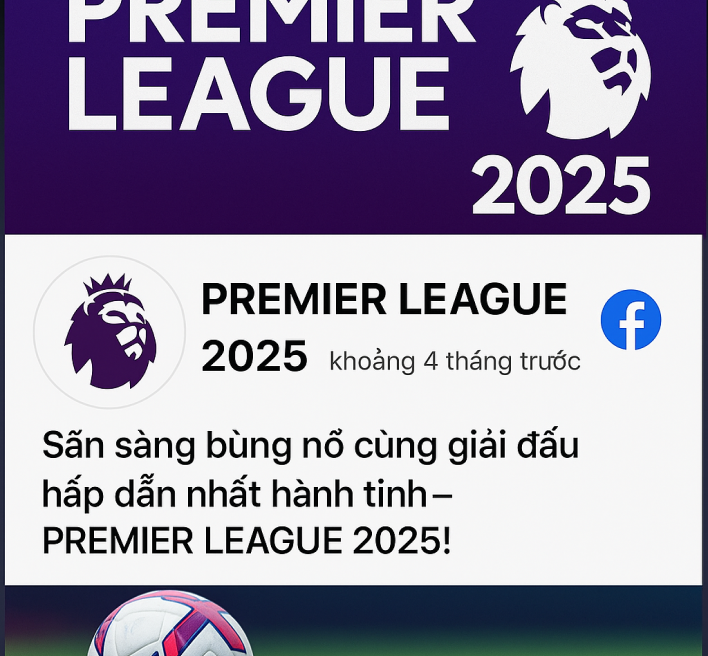 PREMIER
LEAGUE
2025
PREMIER LEAGUE
2025 khoảng 4 tháng trước
Sẵn sàng bùng nổ cùng giải đấu
hấp dẫn nhất hành tinh–
PREMIER LEAGUE 2025!